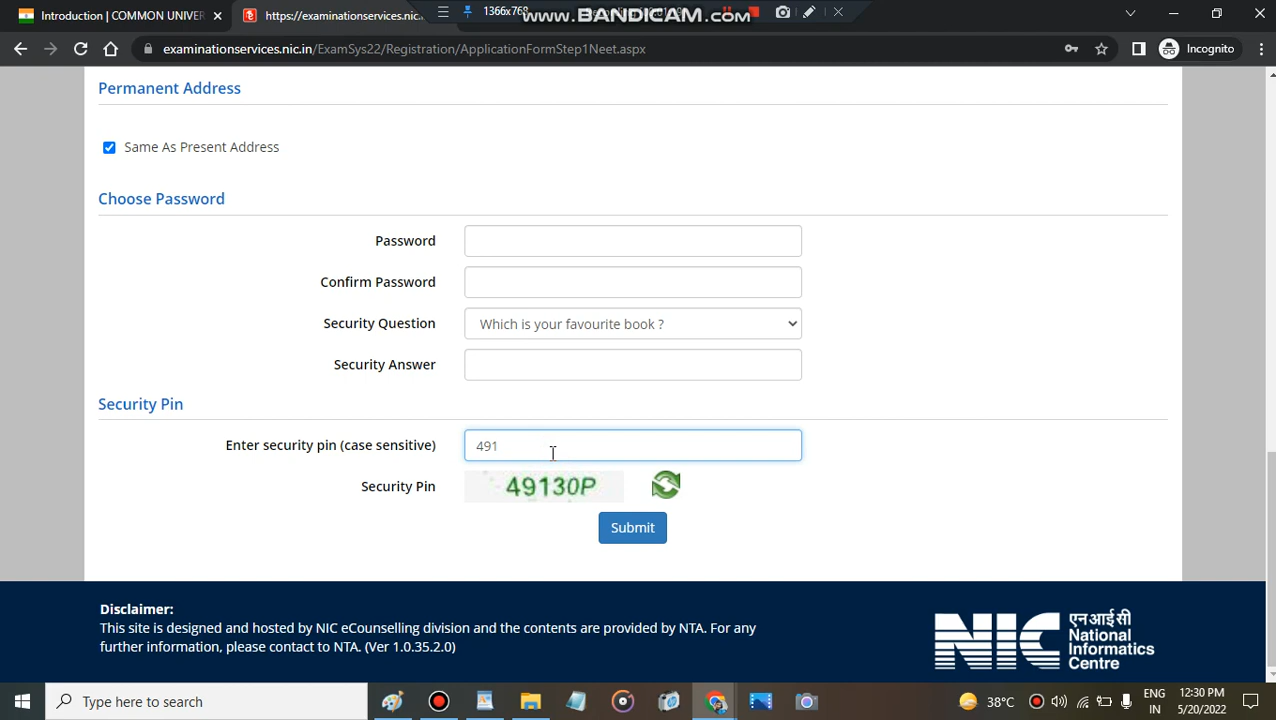 Introduction | COMMON UNIVER
https://examinationservices.nic.in
1366x768
www.BANDICAM.com
examinationservices.nic.in/ExamSys22/Registration/ApplicationFormStep1Neet.aspx
Incognito
Permanent Address
Same As Present Address
Choose Password
Password
Confirm Password
Security Question
Which is your favourite book ?
Security Answer
Security Pin
Enter security pin (case sensitive)
491
Security Pin
49130P
Submit
Disclaimer:
This site is designed and hosted by NIC eCounselling division and the contents are provided by NTA. For any
further information, please contact to NTA. (Ver 1.0.35.2.0)
NIC
एन आई सी
National
Informatics
Centre
Type here to search
38°C
ENG
IN
12:30 PM
5/20/2022